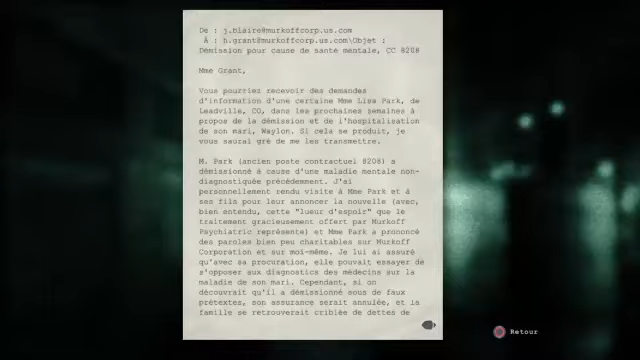 De : j.blaire@murkoffcorp.us.com
À : h.grant@murkoffcorp.us.com\Objet :
Démission pour cause de santé mentale, CC 8208
Mme Grant,
Vous pourriez recevoir des demandes
d'information d'une certaine Mme Lisa Park, de
Leadville, CO, dans les prochaines semaines à
propos de la démission et de l'hospitalisation
de son mari, Waylon. Si cela se produit, je
vous saurai gré de me les transmettre.
M. Park (ancien poste contractuel 8208) a
démissionné à cause d'une maladie mentale non-
diagnostiquée précédemment. J'ai
personnellement rendu visite à Mme Park et à
ses fils pour leur annoncer la nouvelle (avec,
bien entendu, cette "lueur d'espoir" que le
traitement gracieusement offert par Murkoff
Psychiatric représente) et Mme Park a prononcé
des paroles bien peu charitables sur Murkoff
Corporation et sur moi-même. Je lui ai assuré
qu'avec sa procuration, elle pouvait essayer de
s'opposer aux diagnostics des médecins sur la
maladie de son mari. Cependant, si on
découvrait qu'il a démissionné sous de faux
prétextes, son assurance serait annulée, et la
famille se retrouverait criblée de dettes de
Retour